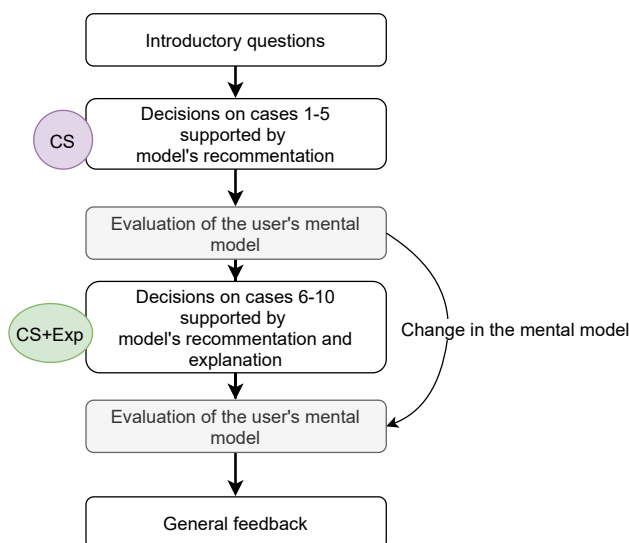 Introductory questions
CS
Decisions on cases 1-5
supported by
model's recommentation
Evaluation of the user's mental
model
CS+Exp
Decisions on cases 6-10
supported by
model's recommentation and
explanation
Change in the mental model
Evaluation of the user's mental
model
General feedback